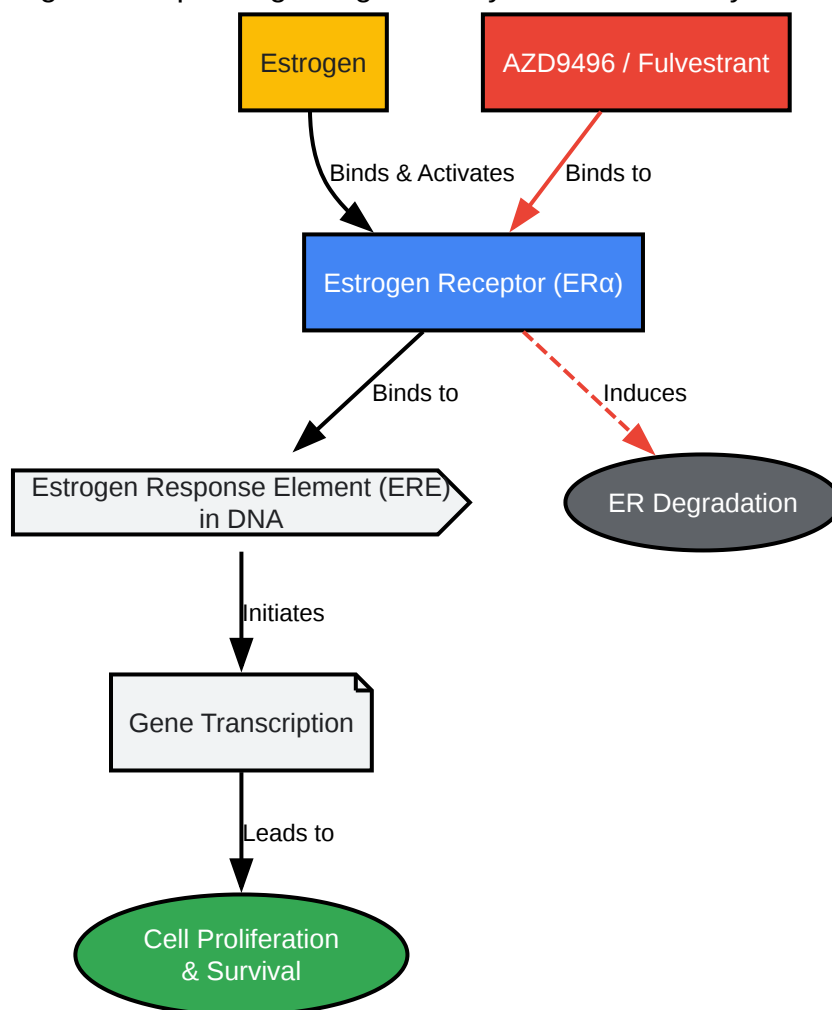 Estrogen
AZD9496 / Fulvestrant
Binds & Activates
Binds to
Estrogen Receptor (ERα)
Binds to
Induces
Estrogen Response Element (ERE)
in DNA
ER Degradation
Initiates
Gene Transcription
Leads to
Cell Proliferation
& Survival